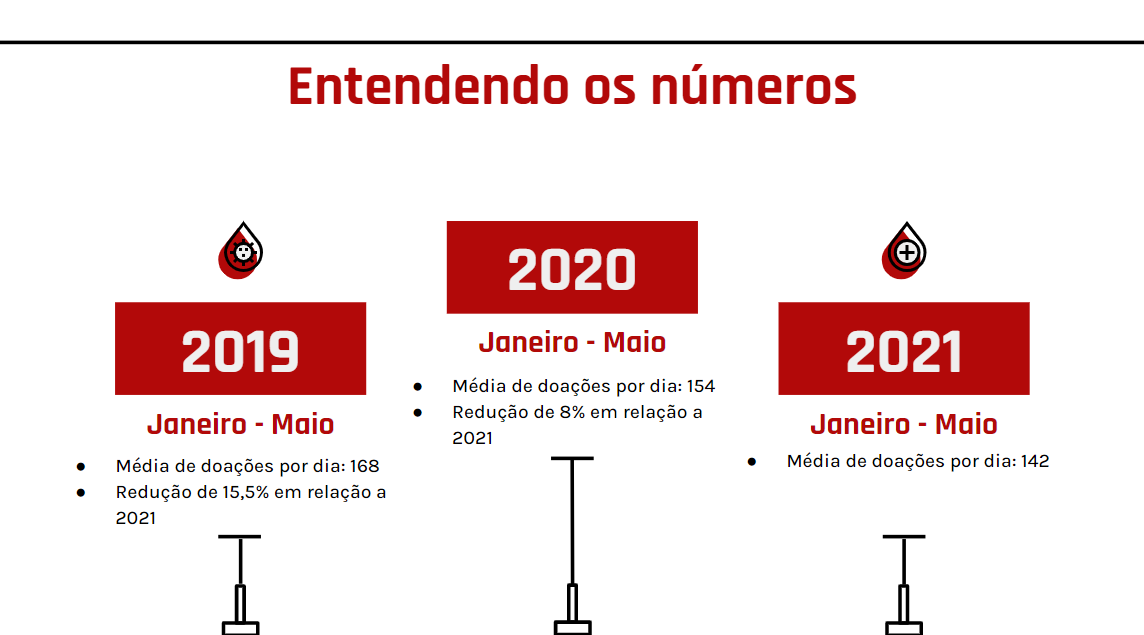 Entendendo os números
2019
Janeiro - Maio
● Média de doações por dia: 168
● Redução de 15,5% em relação a
2021
2020
Janeiro - Maio
● Média de doações por dia: 154
● Redução de 8% em relação a
2021
2021
Janeiro - Maio
● Média de doações por dia: 142